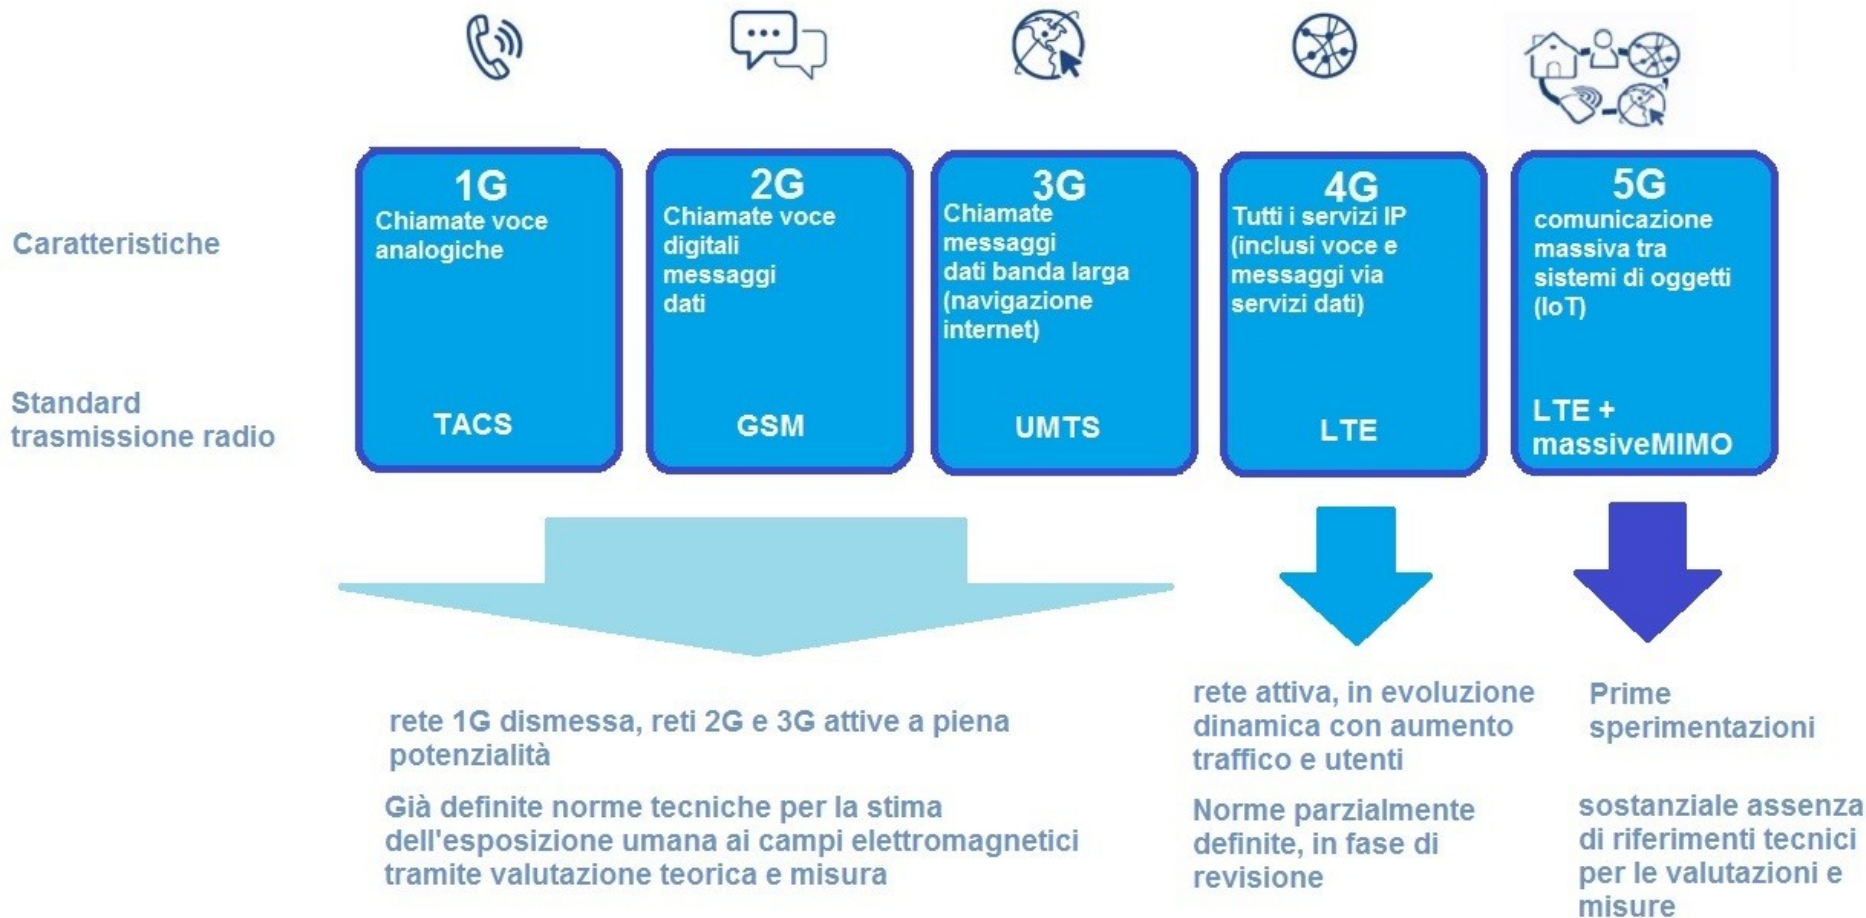 Caratteristiche
1G
Chiamate voce
analogiche
2G
Chiamate voce
digitali
messaggi
dati
3G
Chiamate
messaggi
dati banda larga
(navigazione
internet)
4G
Tutti i servizi IP
(inclusi voce e
messaggi via
servizi dati)
5G
comunicazione
massiva tra
sistemi di oggetti
(IoT)
Standard
trasmissione radio
TACS
GSM
UMTS
LTE
LTE +
massiveMIMO
rete 1G dismessa, reti 2G e 3G attive a piena
potenzialità
Già definite norme tecniche per la stima
dell'esposizione umana ai campi elettromagnetici
tramite valutazione teorica e misura
rete attiva, in evoluzione
dinamica con aumento
traffico e utenti
Norme parzialmente
definite, in fase di
revisione
Prime
sperimentazioni
sostanziale assenza
di riferimenti tecnici
per le valutazioni e
misure